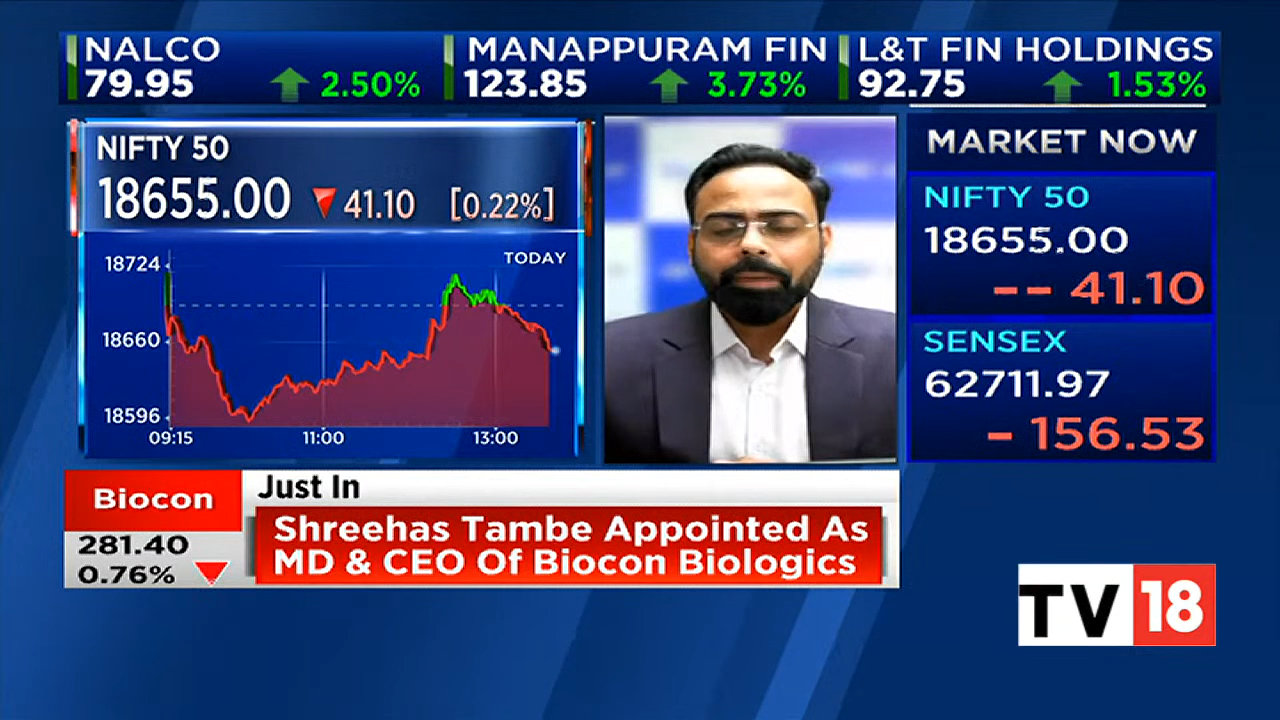 NALCO
79.95 2.50%
MANAPPURAM FIN
123.85 3.73%
L&T FIN HOLDINGS
92.75 1.53%
NIFTY 50
18655.00 41.10 [0.22%]
TODAY
18724
18660
18596
09:15 11:00 13:00
MARKET NOW
NIFTY 50
18655.00
-- 41.10
SENSEX
62711.97
- 156.53
Biocon
281.40
0.76%
Just In
Shreehas Tambe Appointed As
MD & CEO Of Biocon Biologics
TV18